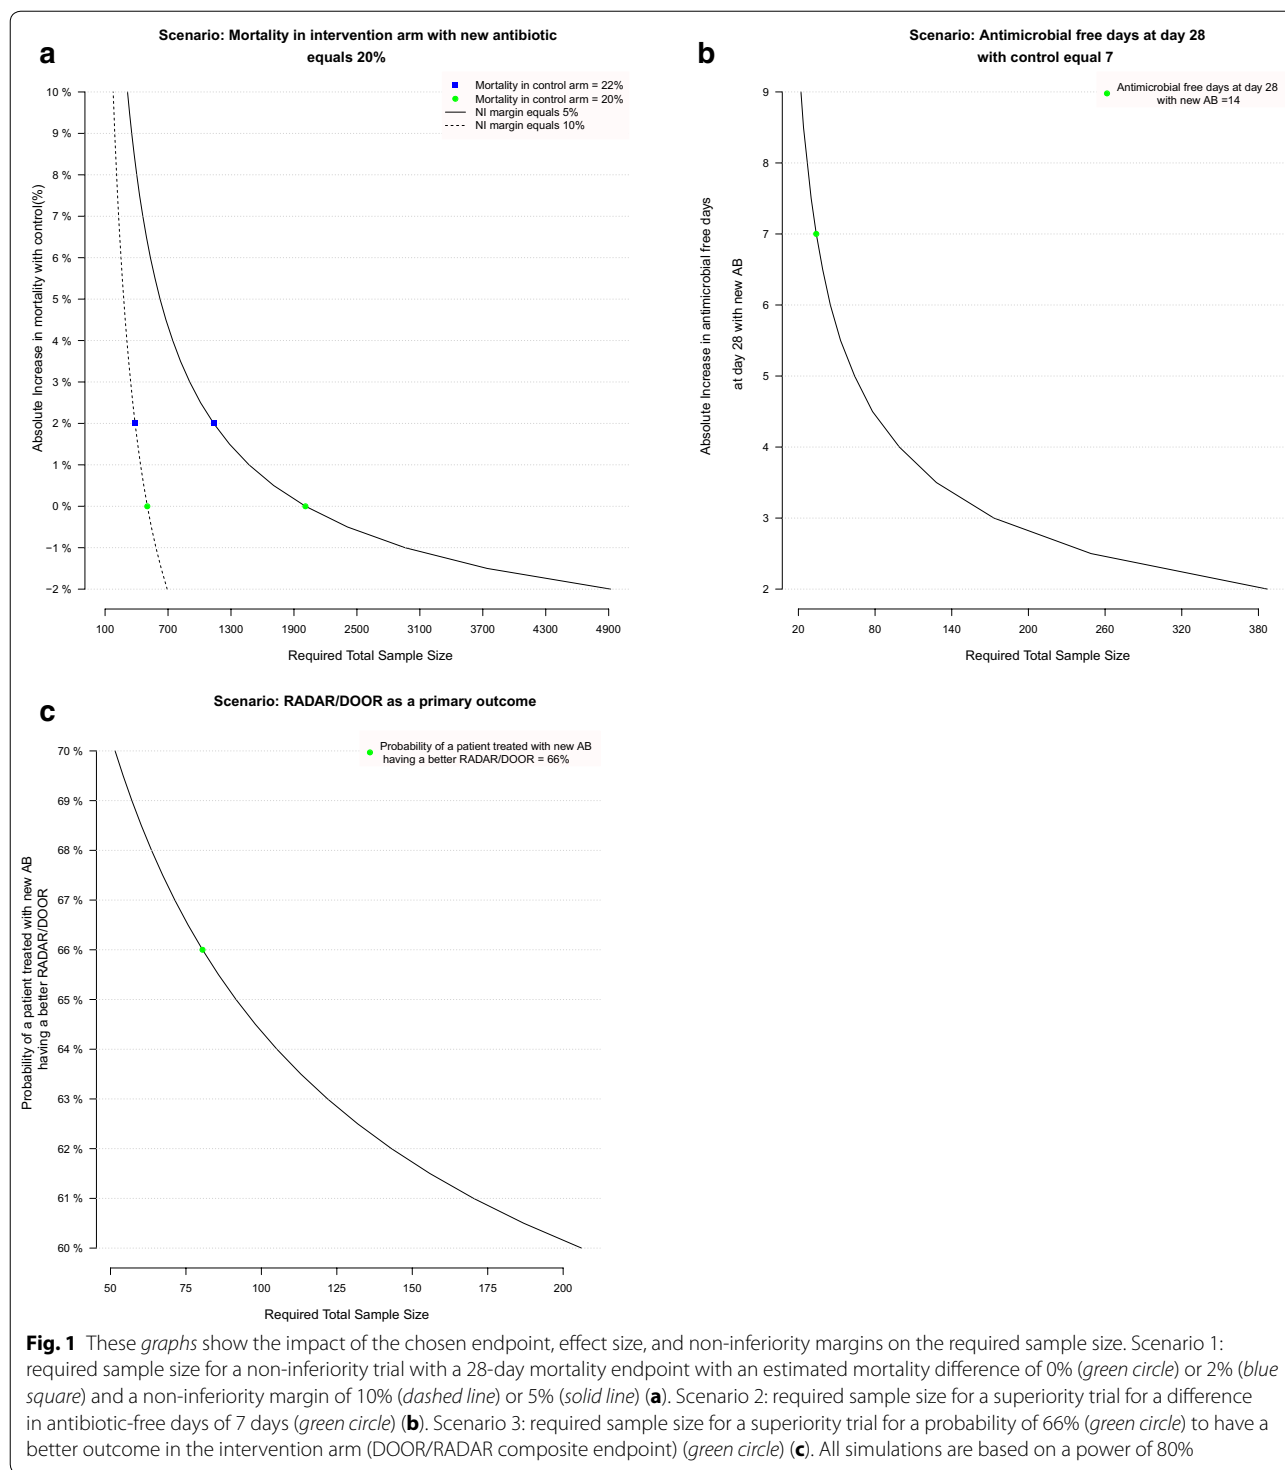 a
Scenario: Mortality in intervention arm with new antibiotic
equals 20%
Mortality in control arm = 22%
Mortality in control arm = 20%
NI margin equals 5%
NI margin equals 10%
Absolute Increase in mortality with control(%)
10 %
9 %
8 %
7 %
6 %
5 %
4 %
3 %
2 %
1 %
0 %
−1 %
−2 %
100 700 1300 1900 2500 3100 3700 4300 4900
Required Total Sample Size
b
Scenario: Antimicrobial free days at day 28
with control equal 7
Antimicrobial free days at day 28
with new AB =14
Absolute Increase in antimicrobial free days
at day 28 with new AB
9
8
7
6
5
4
3
2
20 80 140 200 260 320 380
Required Total Sample Size
c
Scenario: RADAR/DOOR as a primary outcome
Probability of a patient treated with new AB
having a better RADAR/DOOR = 66%
Probability of a patient treated with new AB
having a better RADAR/DOOR
70 %
69 %
68 %
67 %
66 %
65 %
64 %
63 %
62 %
61 %
60 %
50 75 100 125 150 175 200
Required Total Sample Size
Fig. 1 These graphs show the impact of the chosen endpoint, effect size, and non-inferiority margins on the required sample size. Scenario 1:
required sample size for a non-inferiority trial with a 28-day mortality endpoint with an estimated mortality difference of 0% (green circle) or 2% (blue
square) and a non-inferiority margin of 10% (dashed line) or 5% (solid line) (a). Scenario 2: required sample size for a superiority trial for a difference
in antibiotic-free days of 7 days (green circle) (b). Scenario 3: required sample size for a superiority trial for a probability of 66% (green circle) to have a
better outcome in the intervention arm (DOOR/RADAR composite endpoint) (green circle) (c). All simulations are based on a power of 80%